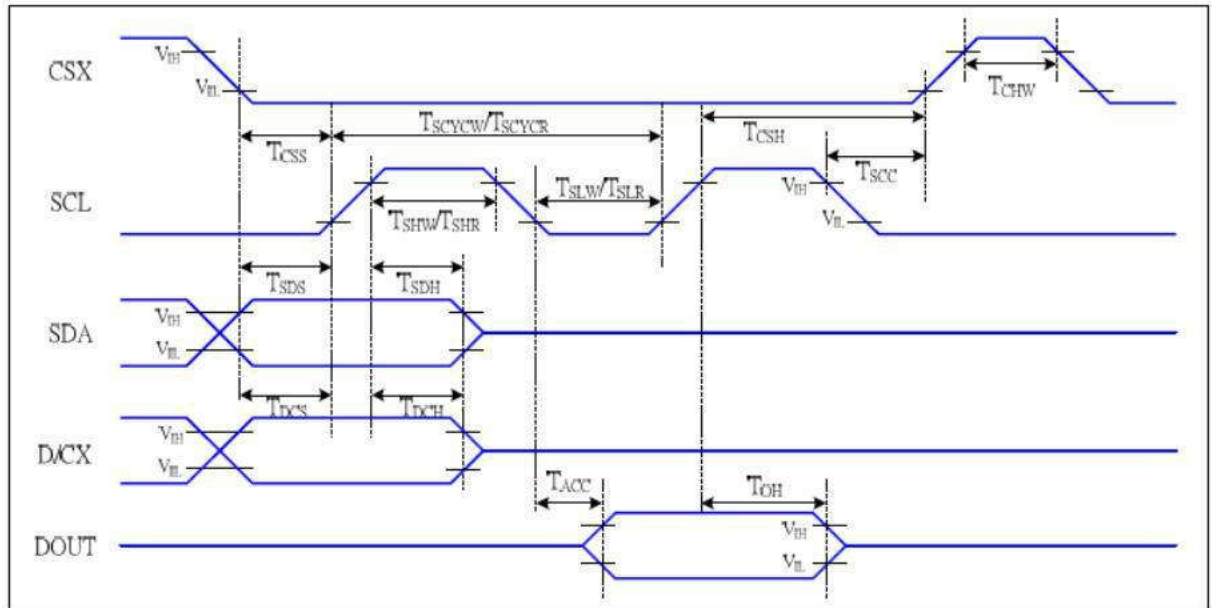 CSX
VIH
VIL
TCHW
TSCYCW/TSCYCR
TCSS
TCSH
TSCC
SCL
TSHW/TSHR
TSLW/TSLR
VIH
VIL
TSDS
TSDH
SDA
VIH
VIL
TDCS
TDCH
D/CX
VIH
VIL
TACC
TOH
DOUT
VIH
VIL